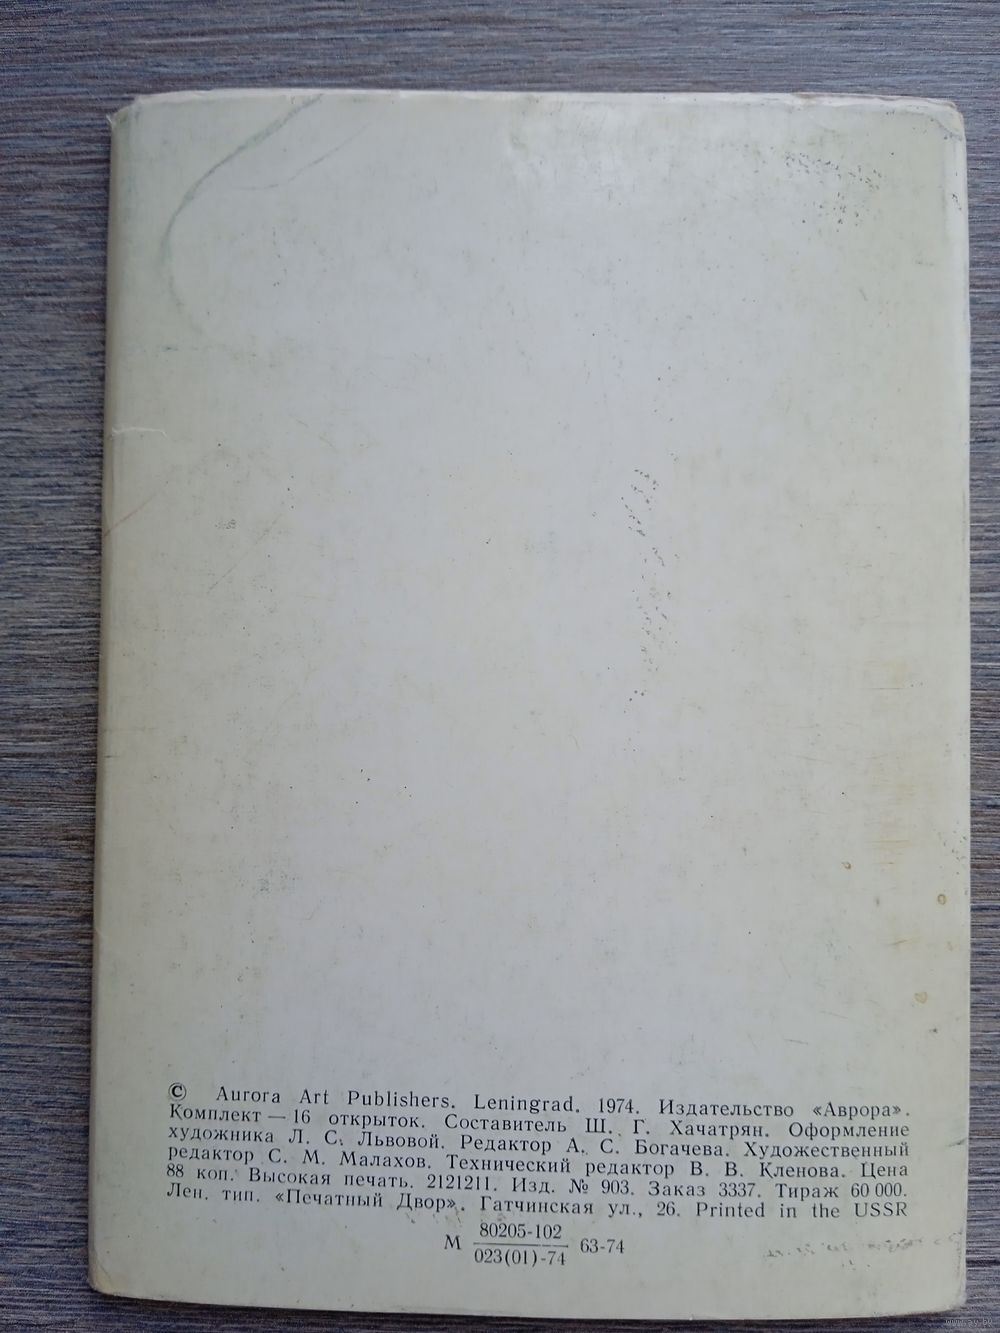 © Aurora Art Publishers. Leningrad. 1974. Издательство «Аврора».
Комплект — 16 открыток. Составитель Ш. Г. Хачатрян. Оформление
художника Л. С. Львовой. Редактор А. С. Богачева. Художественный
редактор С. М. Малахов. Технический редактор В. В. Кленова. Цена
88 коп. Высокая печать. 2121211. Изд. № 903. Заказ 3337. Тираж 60 000.
Лен. тип. «Печатный Двор». Гатчинская ул., 26. Printed in the USSR
80205-102
М 63-74
023(01)-74